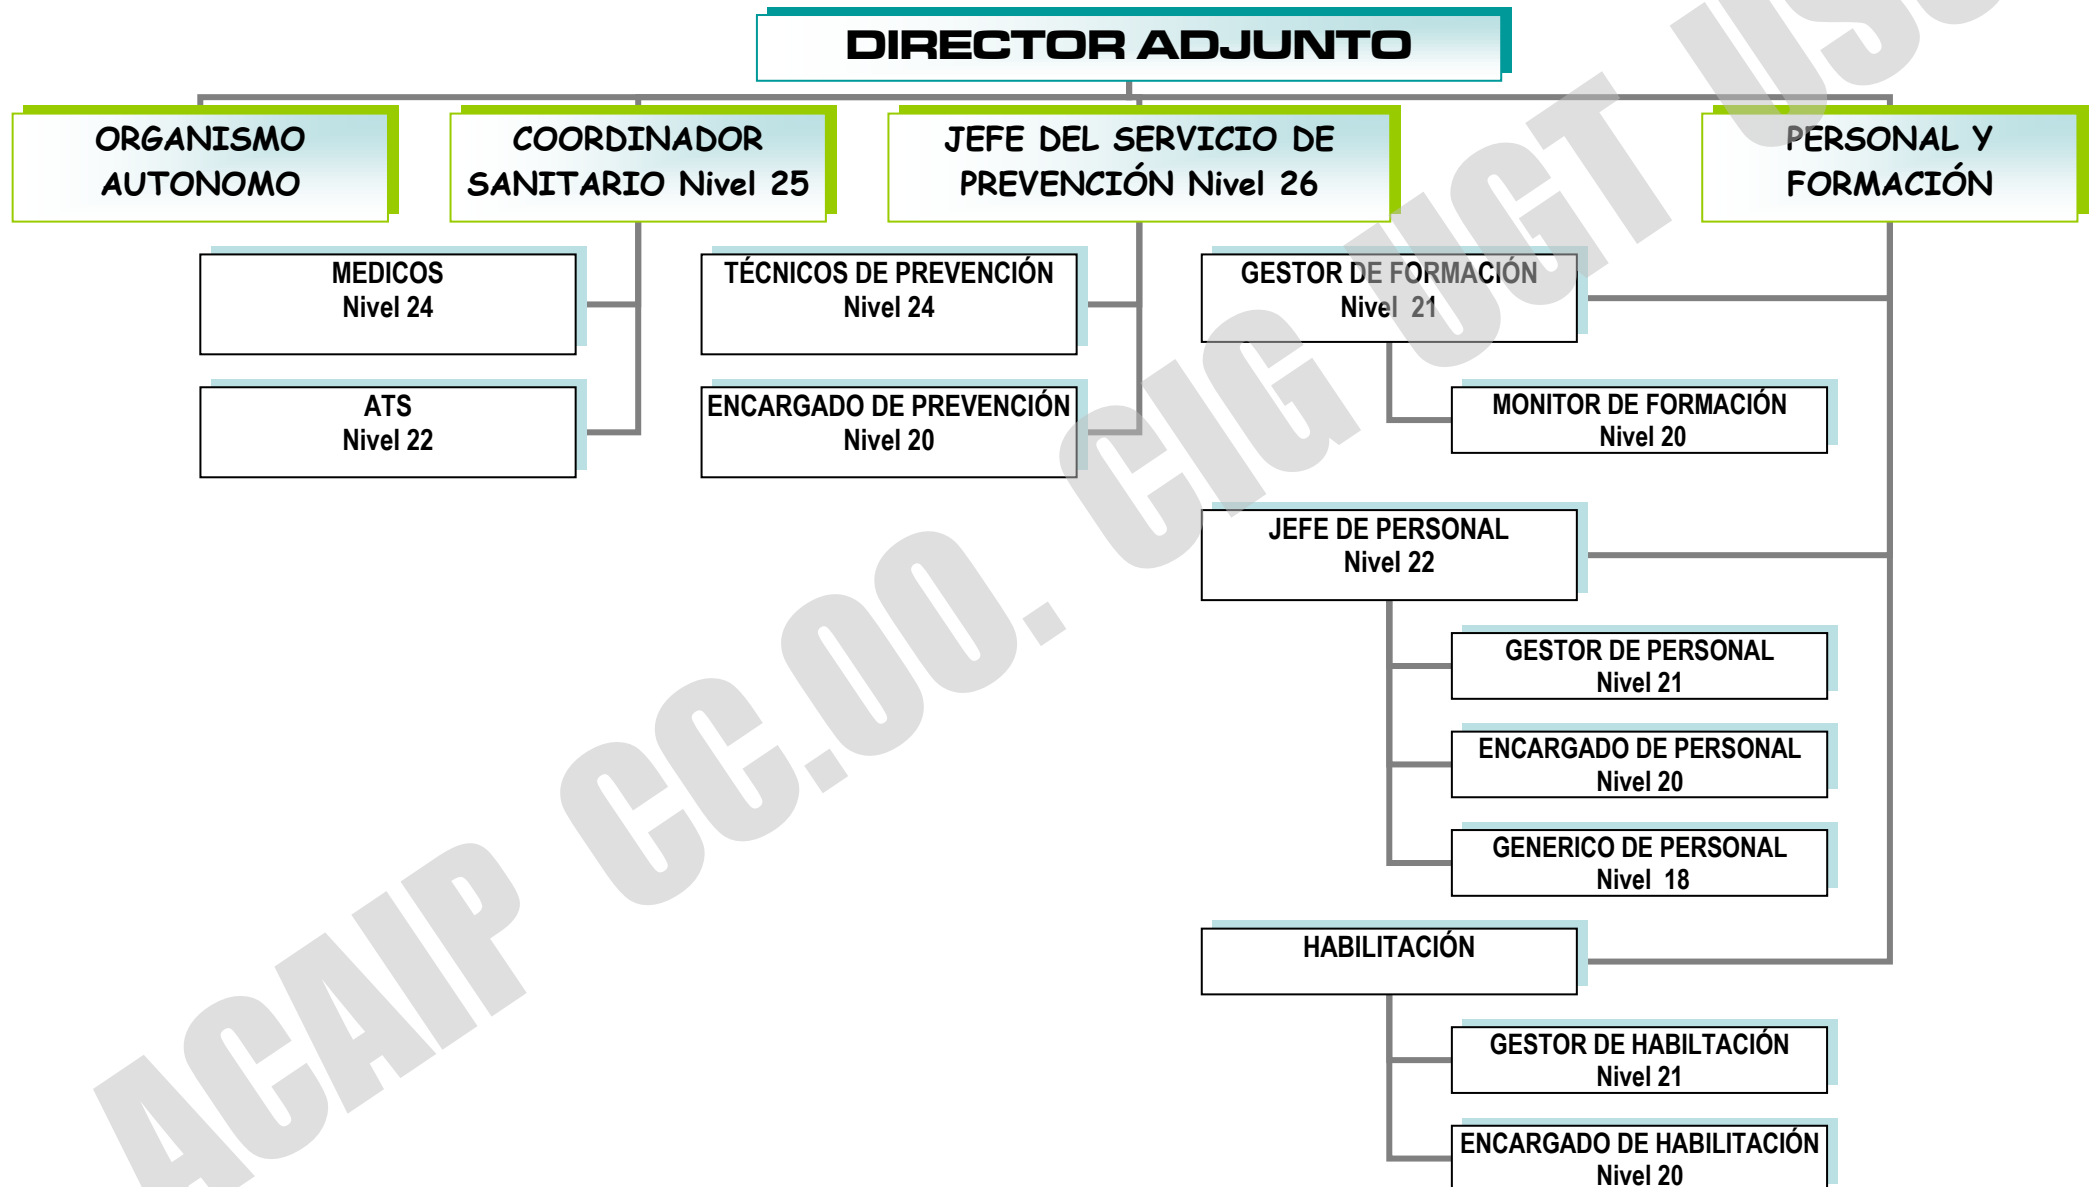 DIRECTOR ADJUNTO
ORGANISMO
AUTONOMO
COORDINADOR
SANITARIO Nivel 25
JEFE DEL SERVICIO DE
PREVENCIÓN Nivel 26
PERSONAL Y
FORMACIÓN
MEDICOS
Nivel 24
ATS
Nivel 22
TÉCNICOS DE PREVENCIÓN
Nivel 24
ENCARGADO DE PREVENCIÓN
Nivel 20
GESTOR DE FORMACIÓN
Nivel 21
MONITOR DE FORMACIÓN
Nivel 20
JEFE DE PERSONAL
Nivel 22
GESTOR DE PERSONAL
Nivel 21
ENCARGADO DE PERSONAL
Nivel 20
GENERICO DE PERSONAL
Nivel 18
HABILITACIÓN
GESTOR DE HABILTACIÓN
Nivel 21
ENCARGADO DE HABILITACIÓN
Nivel 20
ACAIP CC.OO. CIG UGT